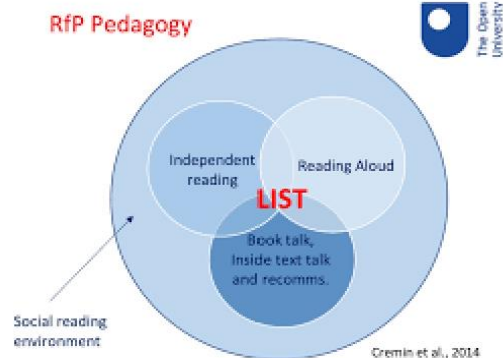 RfP Pedagogy
The Open
University
Independent
reading
Reading Aloud
LIST
Book talk,
Inside text talk
and recomms.
Social reading
environment
Cremin et al., 2014